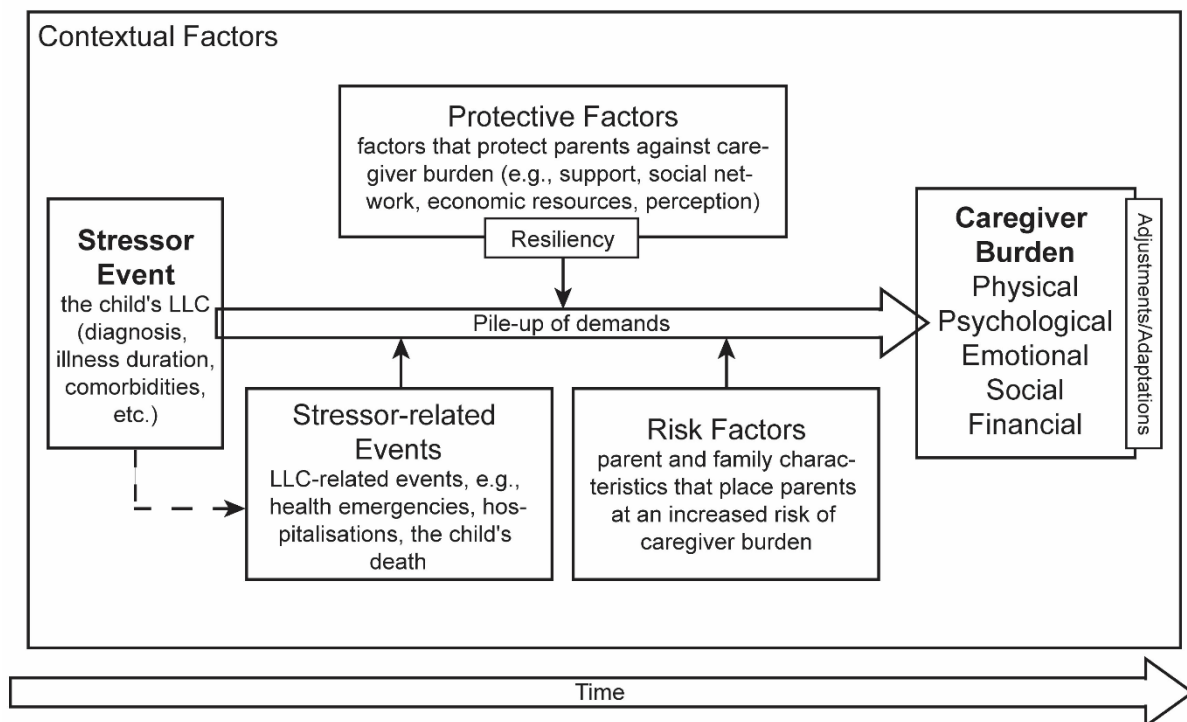 Contextual Factors
Protective Factors
factors that protect parents against care-
giver burden (e.g., support, social net-
work, economic resources, perception)
Resiliency
Stressor
Event
the child's LLC
(diagnosis,
illness duration,
comorbidities,
etc.)
Pile-up of demands
Stressor-related
Events
LLC-related events, e.g.,
health emergencies, hos-
pitalisations, the child's
death
Risk Factors
parent and family charac-
teristics that place parents
at an increased risk of
caregiver burden
Caregiver
Burden
Physical
Psychological
Emotional
Social
Financial
Adjustments/Adaptations
Time